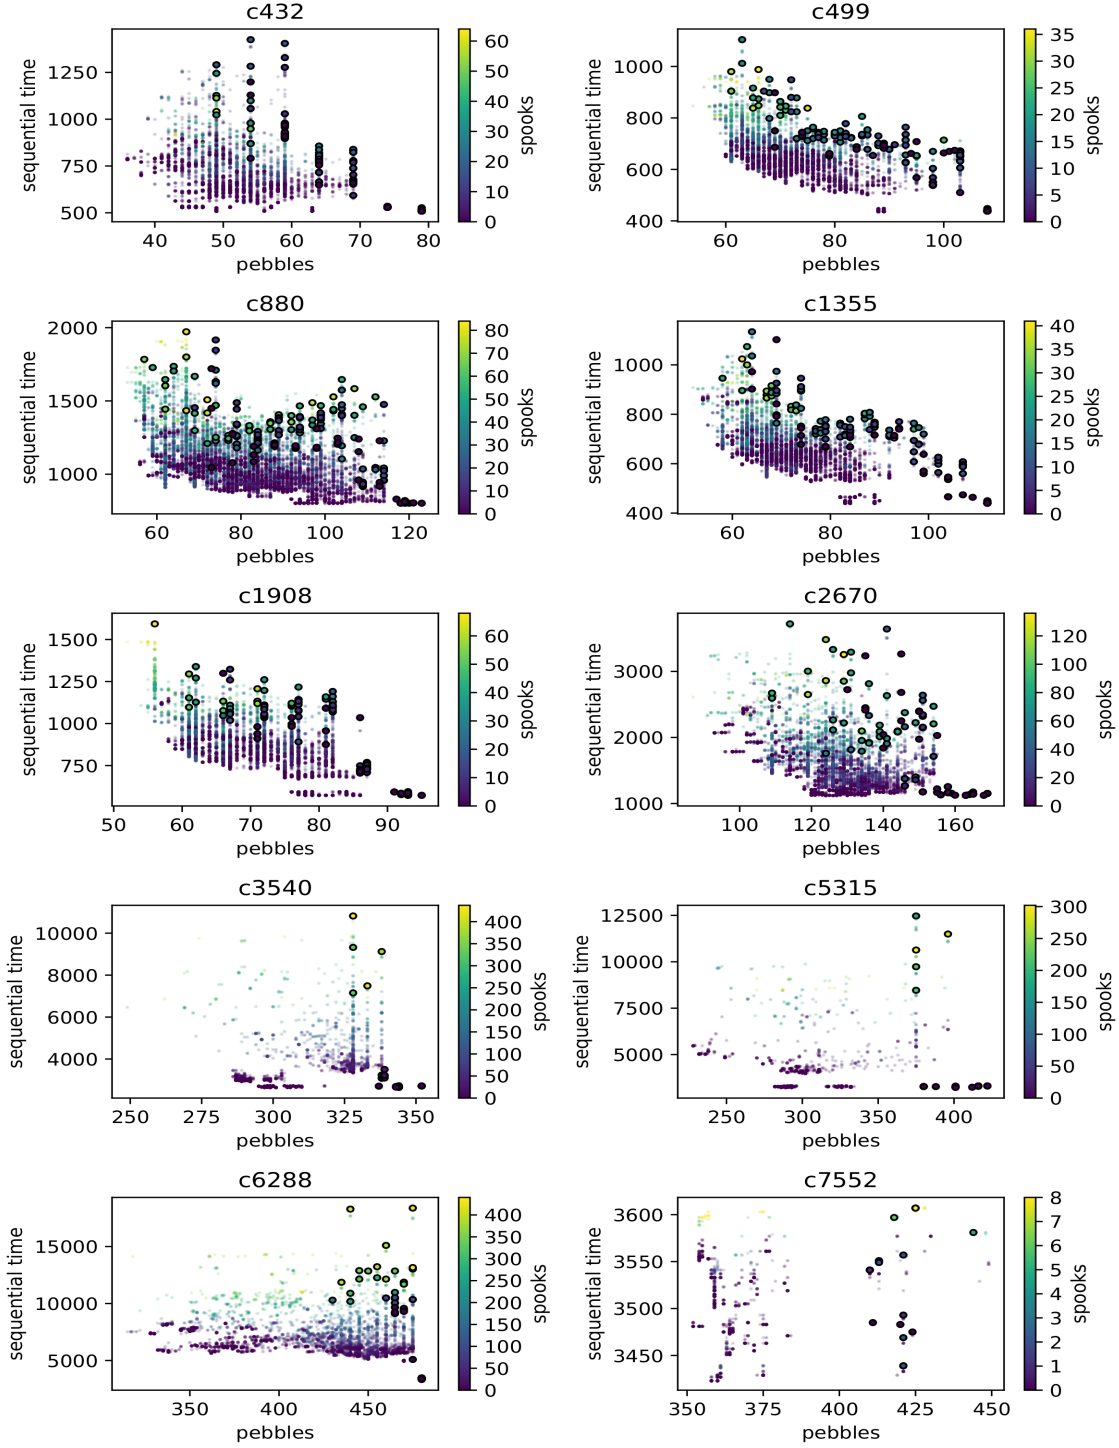 c432
sequential time
1250
1000
750
500
40 50 60 70 80
pebbles
60
50
40
30
20
10
0
spooks
c499
sequential time
1000
800
600
400
60 80 100
pebbles
35
30
25
20
15
10
5
0
spooks
c880
sequential time
2000
1500
1000
60 80 100 120
pebbles
80
70
60
50
40
30
20
10
0
spooks
c1355
sequential time
1000
800
600
400
60 80 100
pebbles
40
35
30
25
20
15
10
5
0
spooks
c1908
sequential time
1500
1250
1000
750
50 60 70 80 90
pebbles
60
50
40
30
20
10
0
spooks
c2670
sequential time
3000
2000
1000
100 120 140 160
pebbles
120
100
80
60
40
20
0
spooks
c3540
sequential time
10000
8000
6000
4000
250 275 300 325 350
pebbles
400
350
300
250
200
150
100
50
0
spooks
c5315
sequential time
12500
10000
7500
5000
250 300 350 400
pebbles
300
250
200
150
100
50
0
spooks
c6288
sequential time
15000
10000
5000
350 400 450
pebbles
400
350
300
250
200
150
100
50
0
spooks
c7552
sequential time
3600
3550
3500
3450
350 375 400 425 450
pebbles
8
7
6
5
4
3
2
1
0
spooks